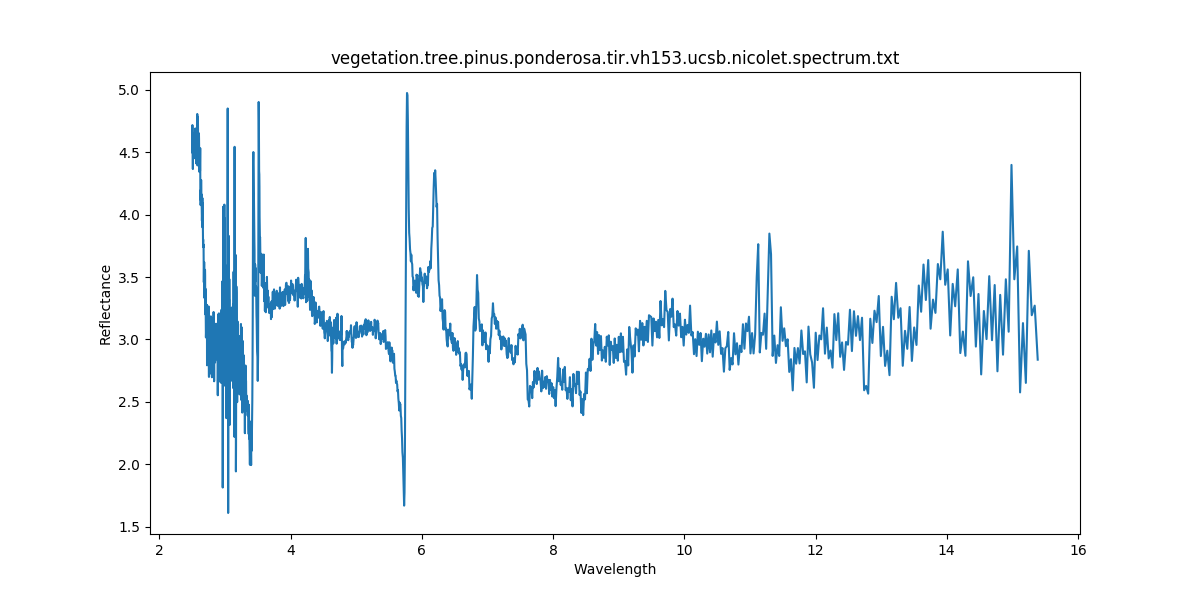 vegetation.tree.pinus.ponderosa.tir.vh153.ucsb.nicolet.spectrum.txt
5.0
4.5
4.0
3.5
3.0
2.5
2.0
1.5
Reflectance
2 4 6 8 10 12 14 16
Wavelength